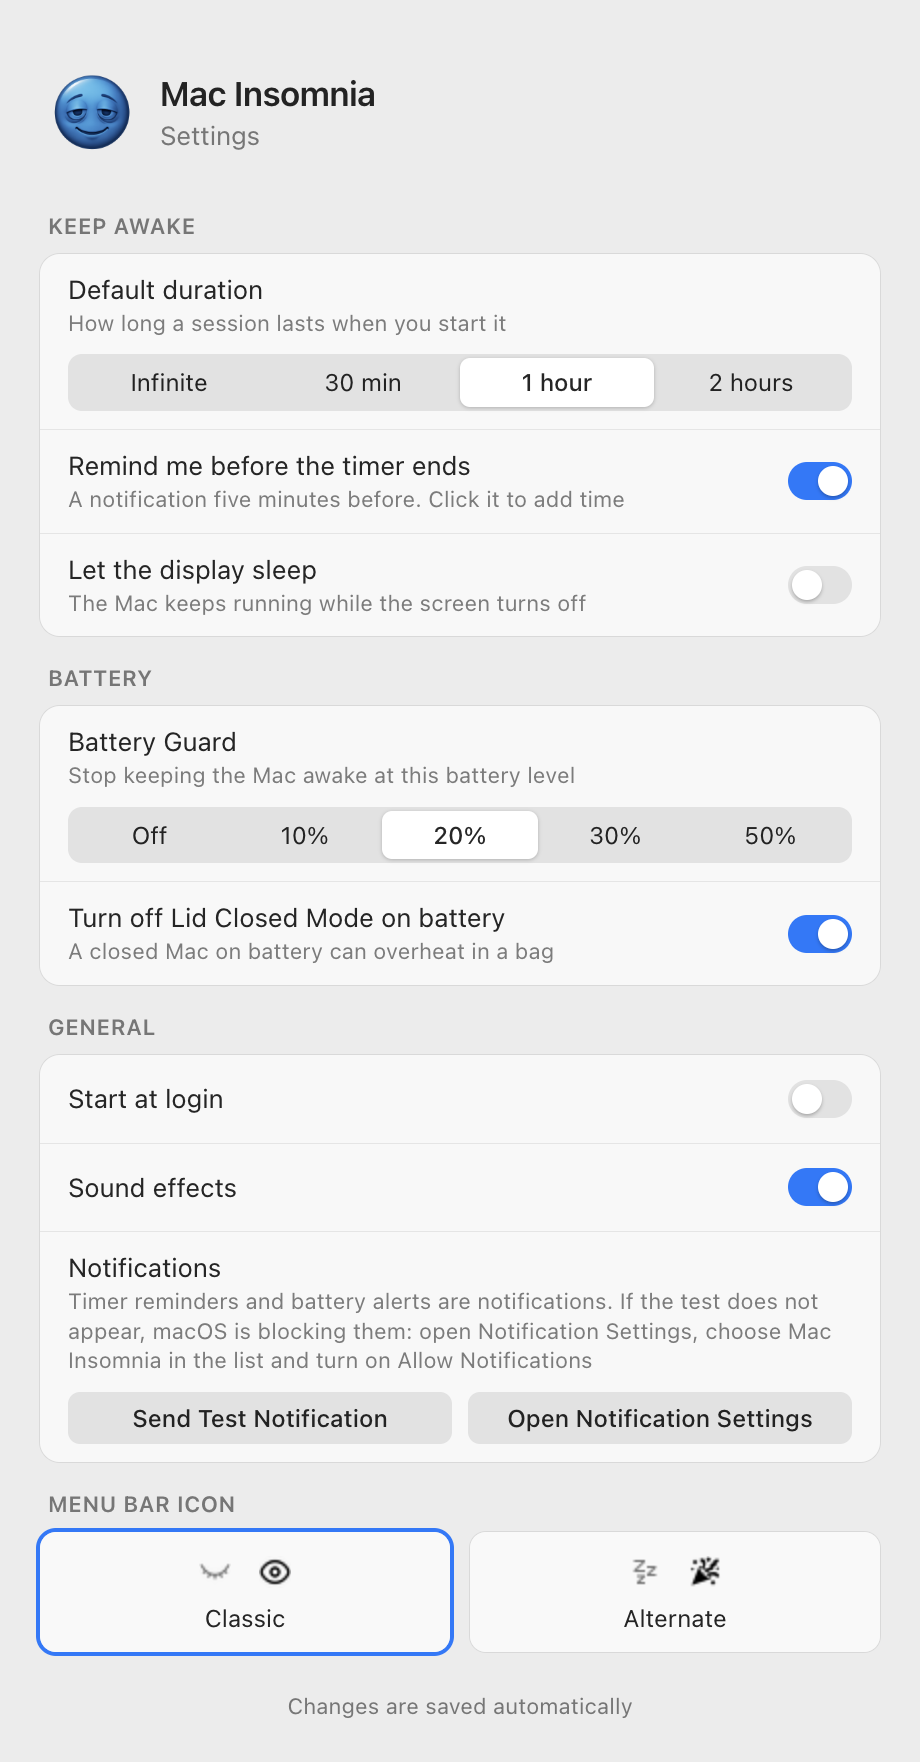 Mac Insomnia
Settings
KEEP AWAKE
Default duration
How long a session lasts when you start it
Infinite 30 min 1 hour 2 hours
Remind me before the timer ends
A notification five minutes before. Click it to add time
Let the display sleep
The Mac keeps running while the screen turns off
BATTERY
Battery Guard
Stop keeping the Mac awake at this battery level
Off 10% 20% 30% 50%
Turn off Lid Closed Mode on battery
A closed Mac on battery can overheat in a bag
GENERAL
Start at login
Sound effects
Notifications
Timer reminders and battery alerts are notifications. If the test does not
appear, macOS is blocking them: open Notification Settings, choose Mac
Insomnia in the list and turn on Allow Notifications
Send Test Notification Open Notification Settings
MENU BAR ICON
zzz
Classic Alternate
Changes are saved automatically